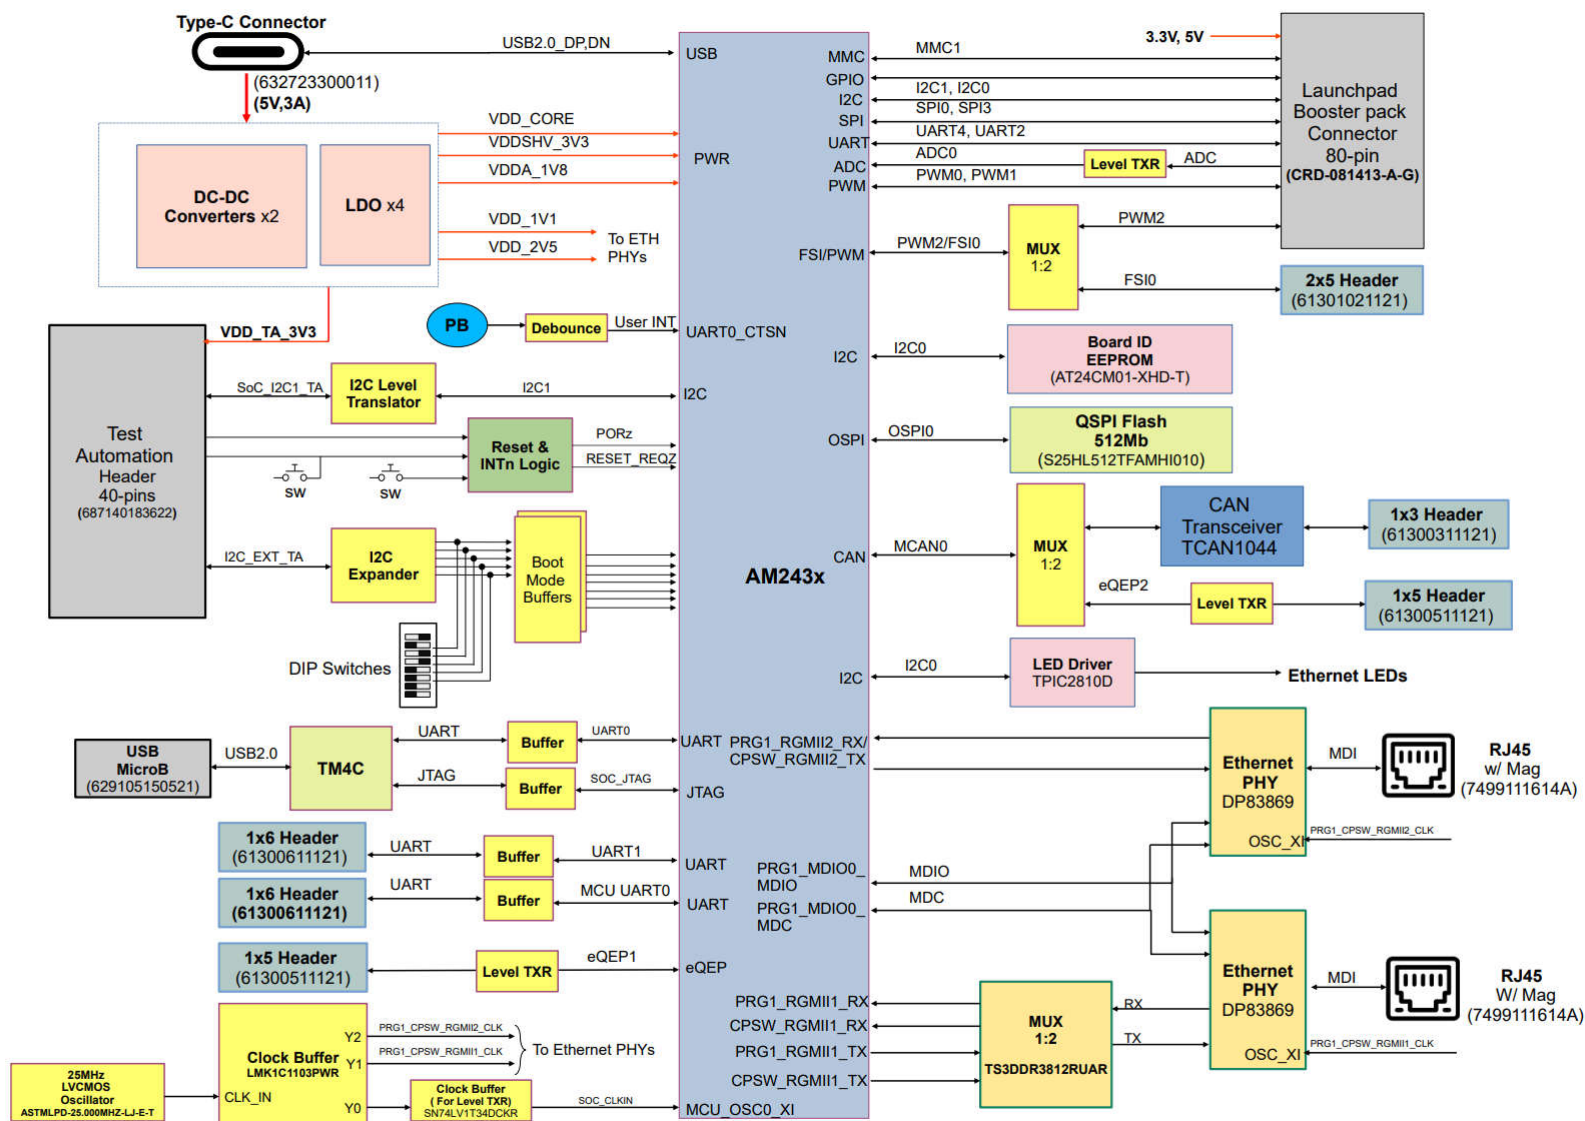 Type-C Connector
USB2.0_DP,DN
USB
(632723300011)
(5V,3A)
VDD_CORE
VDDSHV_3V3
VDDA_1V8
PWR
DC-DC
Converters x2
LDO x4
VDD_1V1
VDD_2V5
To ETH
PHYs
VDD_TA_3V3
PB
Debounce
User INT
UART0_CTSN
Test
Automation
Header
40-pins
(687140183622)
SoC_I2C1_TA
I2C Level
Translator
I2C1
I2C
SW
SW
Reset &
INTn Logic
PORz
RESET_REQZ
I2C_EXT_TA
I2C
Expander
Boot
Mode
Buffers
DIP Switches
AM243x
USB
MicroB
(629105150521)
USB2.0
TM4C
UART
Buffer
UART0
UART
JTAG
Buffer
SOC_JTAG
JTAG
1x6 Header
(61300611121)
UART
Buffer
UART1
UART
1x6 Header
(61300611121)
UART
Buffer
MCU UART0
UART
1x5 Header
(61300511121)
Level TXR
eQEP1
eQEP
25MHz
LVCMOS
Oscillator
ASTMLPD-25.000MHZ-LJ-E-T
CLK_IN
Clock Buffer
LMK1C1103PWR
Y2
Y1
Y0
PRG1_CPSW_RGMII2_CLK
PRG1_CPSW_RGMII1_CLK
To Ethernet PHYs
Clock Buffer
( For Level TXR)
SN74LV1T34DCKR
SOC_CLKIN
MCU_OSC0_XI
3.3V, 5V
MMC
MMC1
GPIO
I2C
I2C1, I2C0
SPI
SPI0, SPI3
UART
UART4, UART2
ADC
ADC0
Level TXR
ADC
PWM
PWM0, PWM1
Launchpad
Booster pack
Connector
80-pin
(CRD-081413-A-G)
FSI/PWM
PWM2/FSI0
MUX
1:2
PWM2
FSI0
2x5 Header
(61301021121)
I2C
I2C0
Board ID
EEPROM
(AT24CM01-XHD-T)
OSPI
OSPI0
QSPI Flash
512Mb
(S25HL512TFAMHI010)
CAN
MCAN0
MUX
1:2
CAN
Transceiver
TCAN1044
1x3 Header
(61300311121)
eQEP2
Level TXR
1x5 Header
(61300511121)
I2C
I2C0
LED Driver
TPIC2810D
Ethernet LEDs
PRG1_RGMII2_RX/
CPSW_RGMII2_TX
Ethernet
PHY
DP83869
OSC_XI
MDI
RJ45
w/ Mag
(7499111614A)
PRG1_CPSW_RGMII2_CLK
PRG1_MDIO0_
MDIO
MDIO
PRG1_MDIO0_
MDC
MDC
PRG1_RGMII1_RX
CPSW_RGMII1_RX
PRG1_RGMII1_TX
CPSW_RGMII1_TX
MUX
1:2
TS3DDR3812RUAR
RX
TX
Ethernet
PHY
DP83869
OSC_XI
MDI
RJ45
W/ Mag
(7499111614A)
PRG1_CPSW_RGMII1_CLK